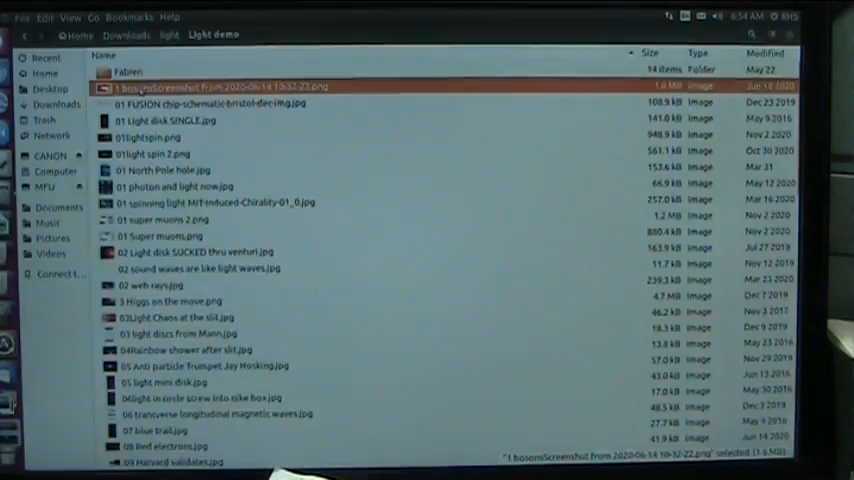 File Edit View Go Bookmarks Help
En 6:54 AM RHS
Home Downloads light Light demo
Recent
Home
Desktop
Downloads
Trash
Network
CANON
Computer
MFU
Documents
Music
Pictures
Videos
Connect t...
Name Size Type Modified
Fabien 14 items Folder May 22
1 bosomScreenshot from 2020-06-14 10-32-22.png 1.6 MB Image Jun 14 2020
01 FUSION chip-schematic-bristol-dec-img.jpg 108.9 kB Image Dec 23 2019
01 Light disk SINGLE.jpg 141.0 kB Image May 9 2016
01lightspin.png 948.9 kB Image Nov 2 2020
01light spin 2.png 561.1 kB Image Oct 30 2020
01 North Pole hole.jpg 153.6 kB Image Mar 31
01 photon and light now.jpg 66.9 kB Image May 12 2020
01 spinning light MIT-Induced-Chirality-01_0.jpg 257.0 kB Image Mar 16 2020
01 super muons 2.png 1.2 MB Image Nov 2 2020
01 Super muons.png 880.4 kB Image Nov 2 2020
02 Light disk SUCKED thru venturi.jpg 163.9 kB Image Jul 27 2019
02 sound waves are like light waves.jpg 11.7 kB Image Nov 12 2019
02 web rays.jpg 239.3 kB Image Mar 23 2020
3 Higgs on the move.png 4.7 MB Image Dec 7 2019
03Light Chaos at the slit.jpg 46.2 kB Image Nov 3 2017
03 light discs from Mann.jpg 18.3 kB Image Dec 9 2019
04Rainbow shower after slit.jpg 13.8 kB Image May 23 2016
05 Anti particle Trumpet Jay Hosking.jpg 57.0 kB Image Nov 29 2019
05 light mini disk.jpg 43.0 kB Image Jun 13 2016
06light in circle screw into nike box.jpg 17.0 kB Image May 30 2016
06 transverse longitudinal magnetic waves.jpg 48.5 kB Image Dec 3 2019
07 blue trail.jpg 27.7 kB Image May 9 2016
08 Red electrons.jpg 41.9 kB Image Jun 14 2020
09 Harvard validates.jpg
"1 bosomScreenshot from 2020-06-14 10-32-22.png" selected (1.6 MB)